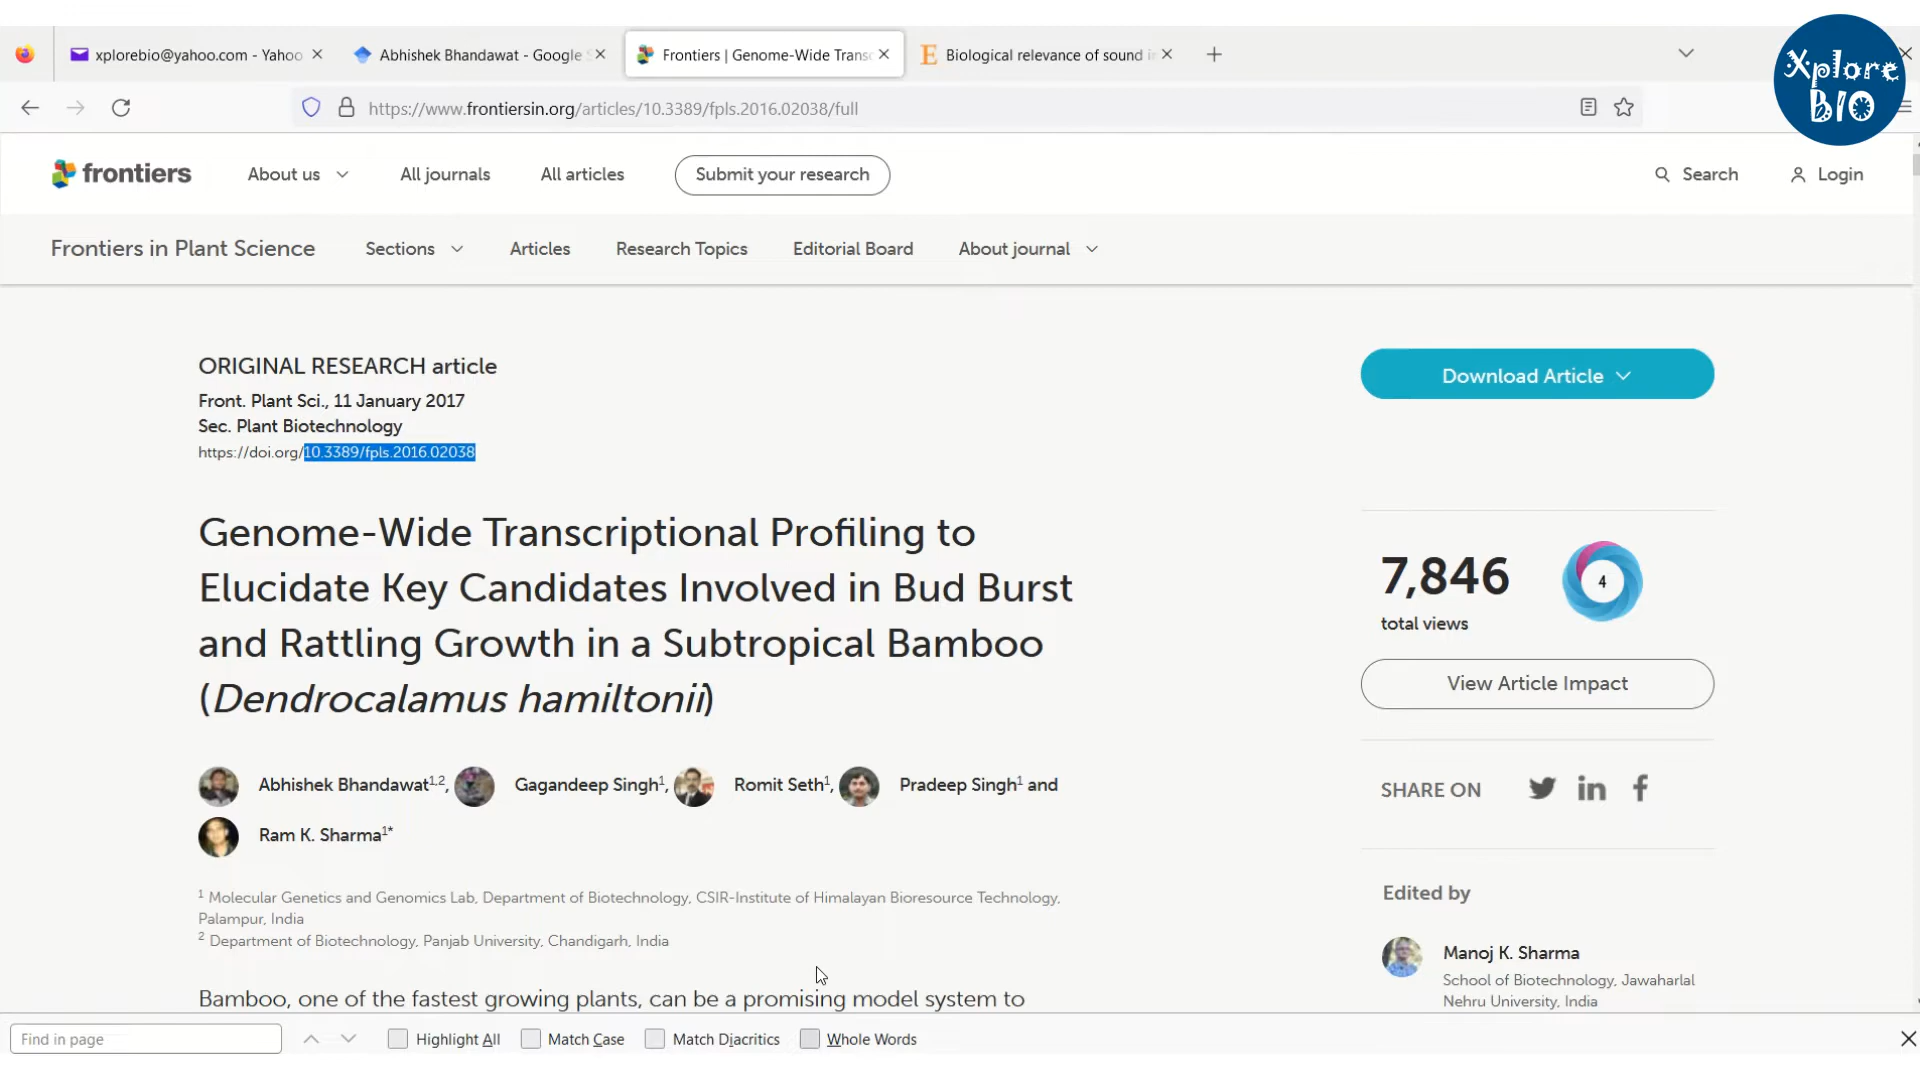 xplorebio@yahoo.com - Yahoo
Abhishek Bhandawat - Google S
Frontiers | Genome-Wide Transc
Biological relevance of sound in
Xplore
BIO
https://www.frontiersin.org/articles/10.3389/fpls.2016.02038/full
frontiers
About us
All journals
All articles
Submit your research
Search
Login
Frontiers in Plant Science
Sections
Articles
Research Topics
Editorial Board
About journal
ORIGINAL RESEARCH article
Front. Plant Sci., 11 January 2017
Sec. Plant Biotechnology
https://doi.org/10.3389/fpls.2016.02038
Download Article
Genome-Wide Transcriptional Profiling to
Elucidate Key Candidates Involved in Bud Burst
and Rattling Growth in a Subtropical Bamboo
(Dendrocalamus hamiltonii)
7,846
total views
4
View Article Impact
SHARE ON
Abhishek Bhandawat1,2, Gagandeep Singh1, Romit Seth1, Pradeep Singh1 and
Ram K. Sharma1*
1 Molecular Genetics and Genomics Lab, Department of Biotechnology, CSIR-Institute of Himalayan Bioresource Technology,
Palampur, India
2 Department of Biotechnology, Panjab University, Chandigarh, India
Edited by
Manoj K. Sharma
School of Biotechnology, Jawaharlal
Nehru University, India
Bamboo, one of the fastest growing plants, can be a promising model system to
Find in page
Highlight All
Match Case
Match Diacritics
Whole Words